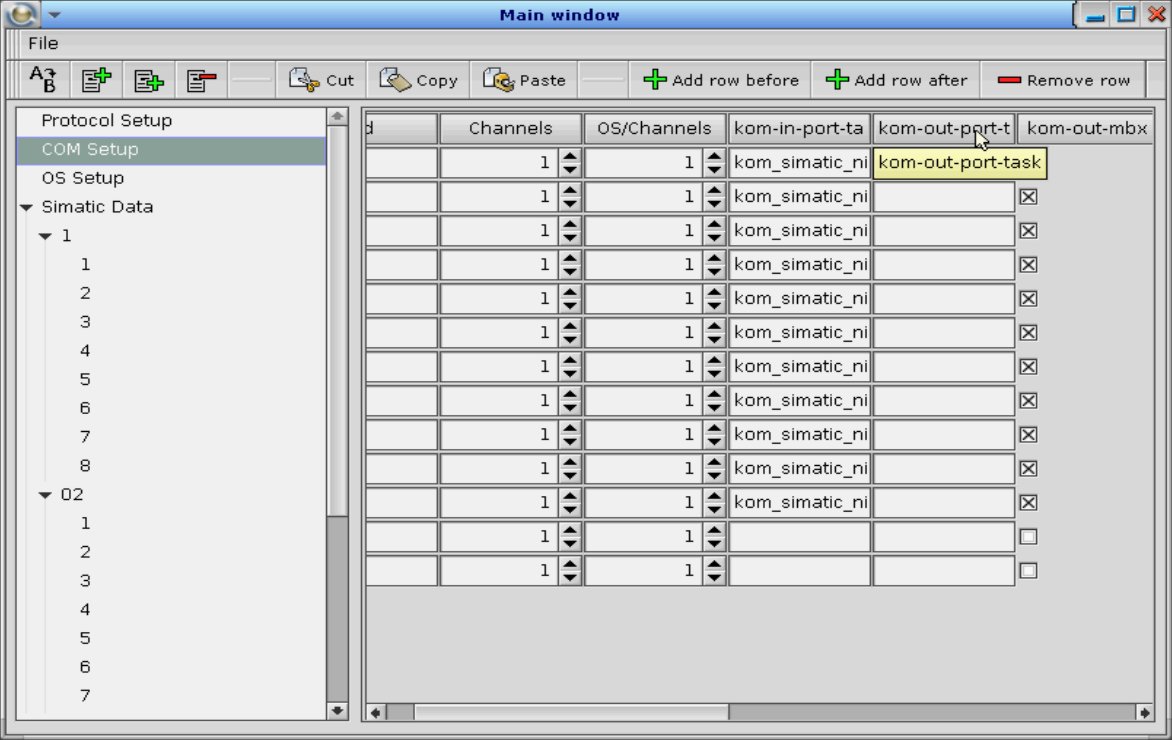 Main window
File
A B Cut Copy Paste Add row before Add row after Remove row
Protocol Setup
COM Setup
OS Setup
Simatic Data
1
1
2
3
4
5
6
7
8
02
1
2
3
4
5
6
7
d Channels OS/Channels kom-in-port-ta kom-out-port-t kom-out-mbx
1 1 kom_simatic_ni kom-out-port-task
1 1 kom_simatic_ni
1 1 kom_simatic_ni
1 1 kom_simatic_ni
1 1 kom_simatic_ni
1 1 kom_simatic_ni
1 1 kom_simatic_ni
1 1 kom_simatic_ni
1 1 kom_simatic_ni
1 1 kom_simatic_ni
1 1 kom_simatic_ni
1 1
1 1